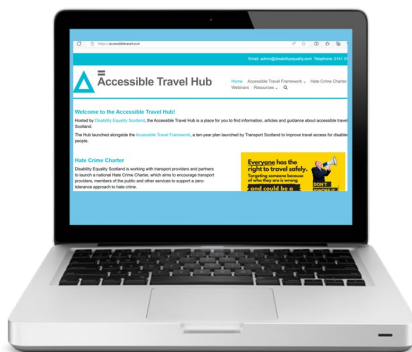 https://accessibletravel.scot
Email: admin@disabilityequality.scot Telephone: 0141 2
Accessible Travel Hub
Home Accessible Travel Framework Hate Crime Charter
Webinars Resources
Welcome to the Accessible Travel Hub!
Hosted by Disability Equality Scotland, the Accessible Travel Hub is a place for you to find information, articles and guidance about accessible travel
Scotland.
The Hub launched alongside the Accessible Travel Framework, a ten-year plan launched by Transport Scotland to improve travel access for disable
people.
Hate Crime Charter
Disability Equality Scotland is working with transport providers and partners
to launch a national Hate Crime Charter, which aims to encourage transport
providers, members of the public and other services to support a zero-
tolerance approach to hate crime.
Everyone has the
right to travel safely.
Targeting someone because
of who they are is wrong
and could be a
DON'T